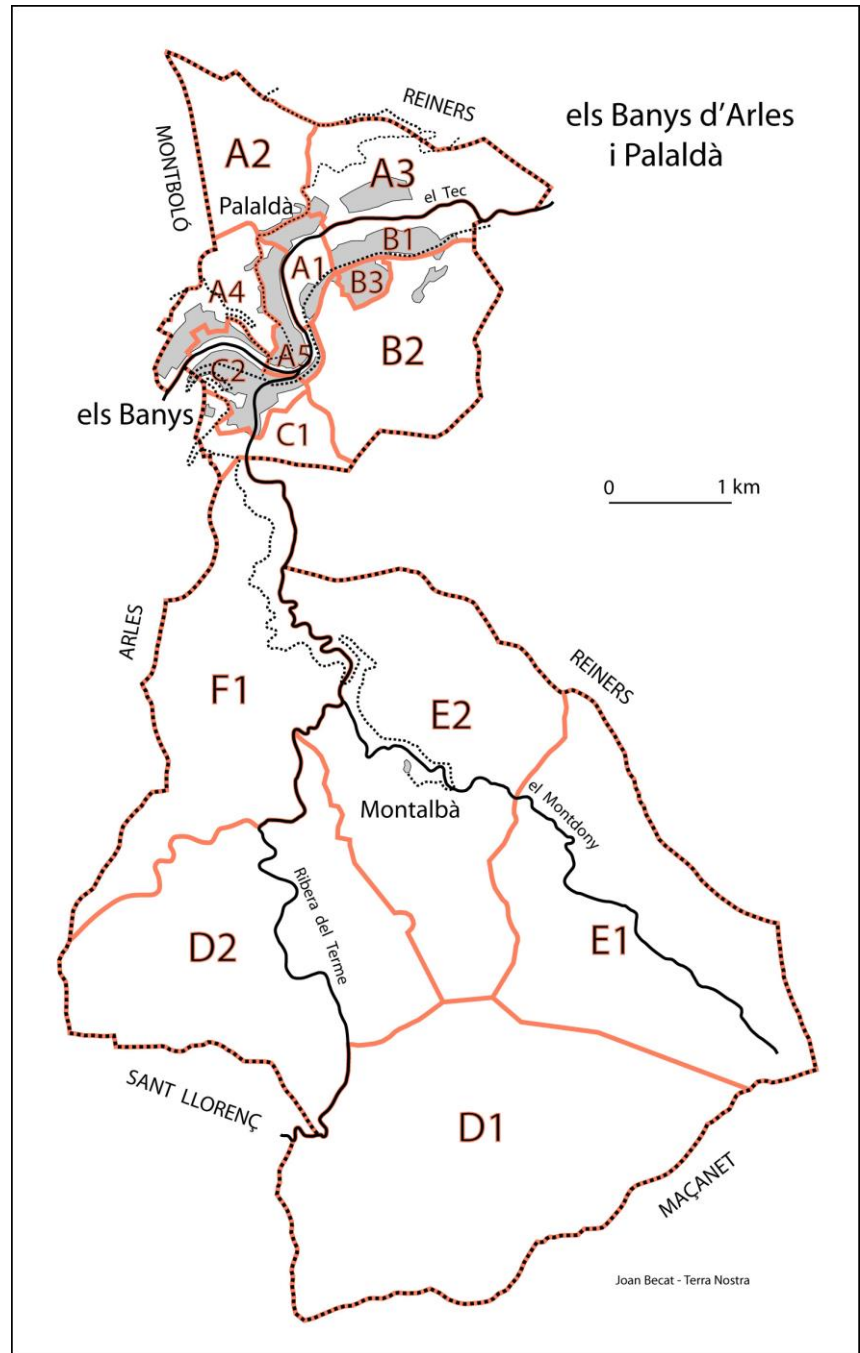 els Banys d'Arles
i Palaldà
REINERS
MONTBOLÓ
A2
A3
Palaldà
el Tec
A1
B1
B3
A4
A5
B2
C2
els Banys
C1
0 1 km
ARLES
F1
REINERS
E2
el Montdony
Montalbà
Ribera del Terme
D2
E1
SANT LLORENÇ
D1
MAÇANET
Joan Becat - Terra Nostra